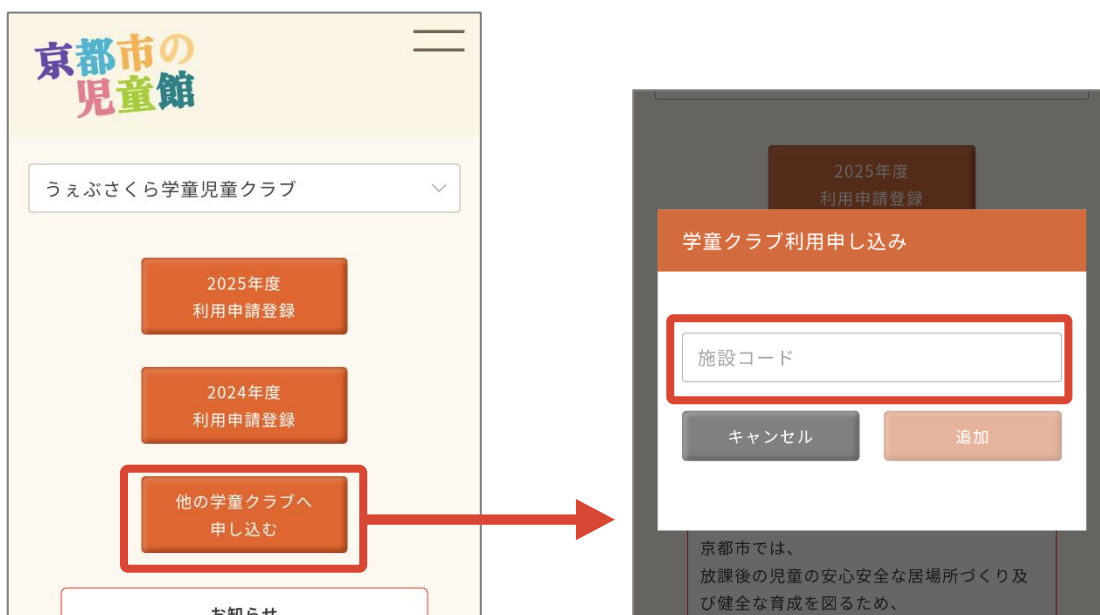 京都市の
児童館
うぇぶさくら学童児童クラブ
2025年度
利用申請登録
2024年度
利用申請登録
他の学童クラブへ
申し込む
お知らせ
2025年度
利用申請登録
学童クラブ利用申し込み
施設コード
キャンセル
追加
京都市では、
放課後の児童の安心安全な居場所づくり及
び健全な育成を図るため、